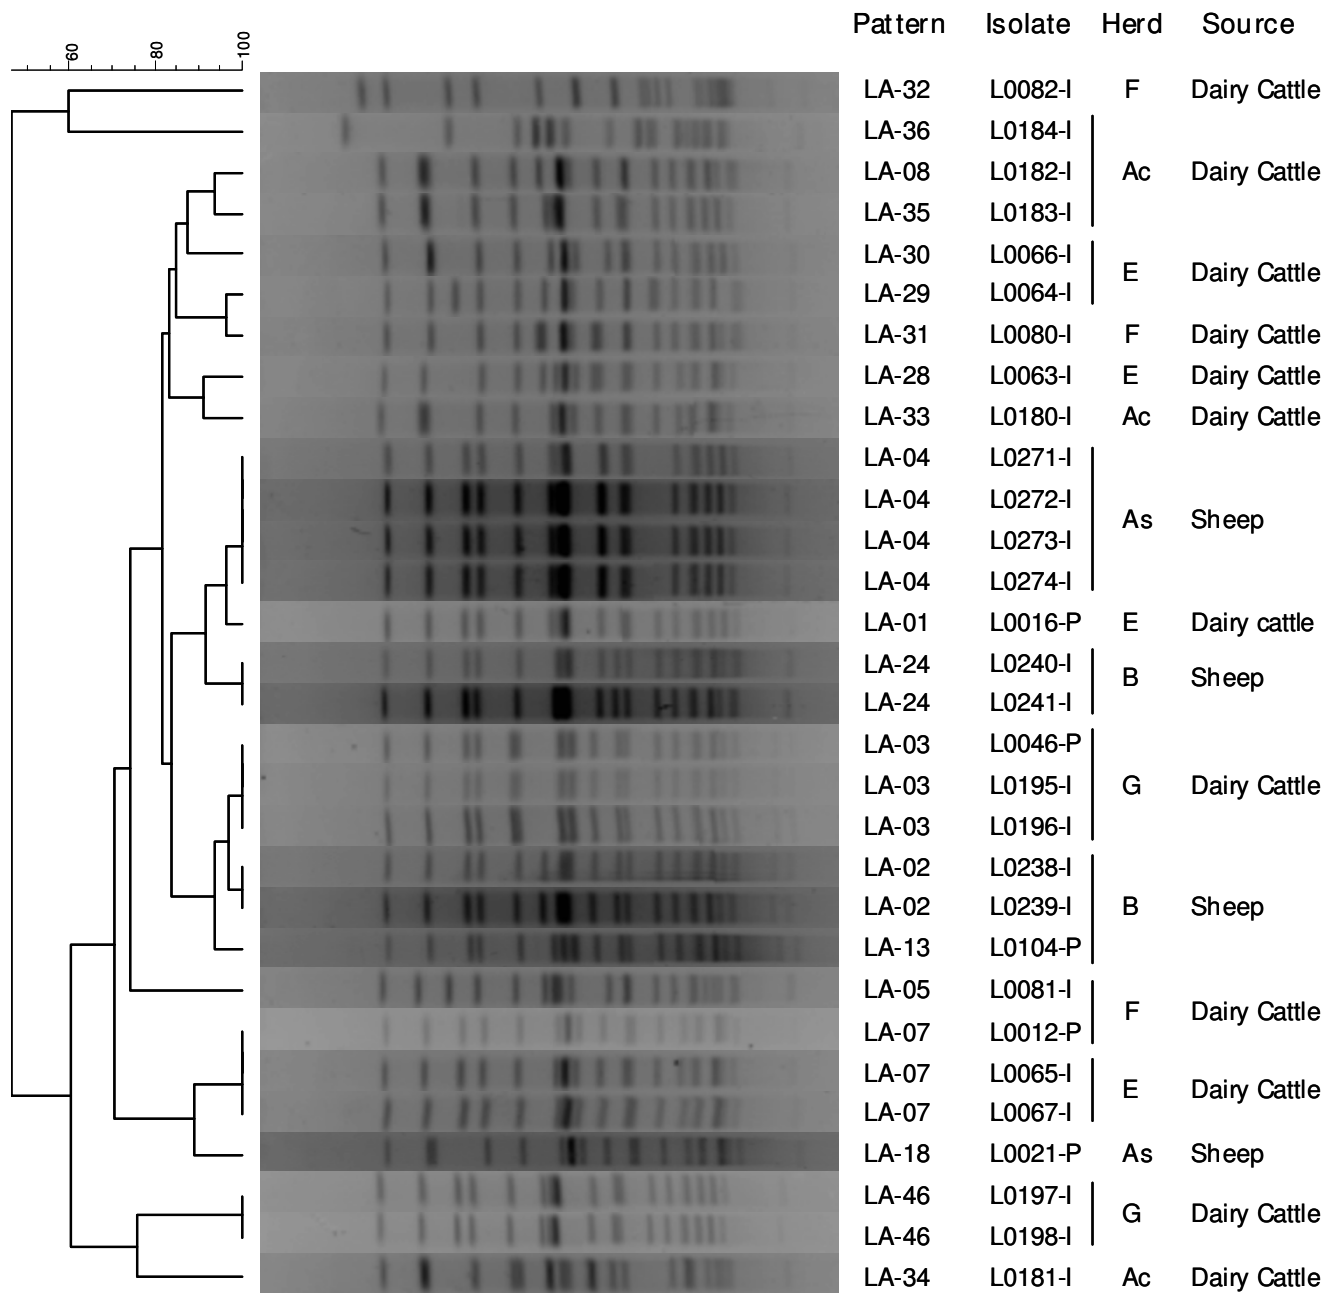 60 80 100
Pattern Isolate Herd Source
LA-32 L0082-I F Dairy Cattle
LA-36 L0184-I
LA-08 L0182-I Ac Dairy Cattle
LA-35 L0183-I
LA-30 L0066-I
E Dairy Cattle
LA-29 L0064-I
LA-31 L0080-I F Dairy Cattle
LA-28 L0063-I E Dairy Cattle
LA-33 L0180-I Ac Dairy Cattle
LA-04 L0271-I
LA-04 L0272-I
As Sheep
LA-04 L0273-I
LA-04 L0274-I
LA-01 L0016-P E Dairy cattle
LA-24 L0240-I
B Sheep
LA-24 L0241-I
LA-03 L0046-P
LA-03 L0195-I G Dairy Cattle
LA-03 L0196-I
LA-02 L0238-I
LA-02 L0239-I B Sheep
LA-13 L0104-P
LA-05 L0081-I
F Dairy Cattle
LA-07 L0012-P
LA-07 L0065-I
E Dairy Cattle
LA-07 L0067-I
LA-18 L0021-P As Sheep
LA-46 L0197-I
G Dairy Cattle
LA-46 L0198-I
LA-34 L0181-I Ac Dairy Cattle